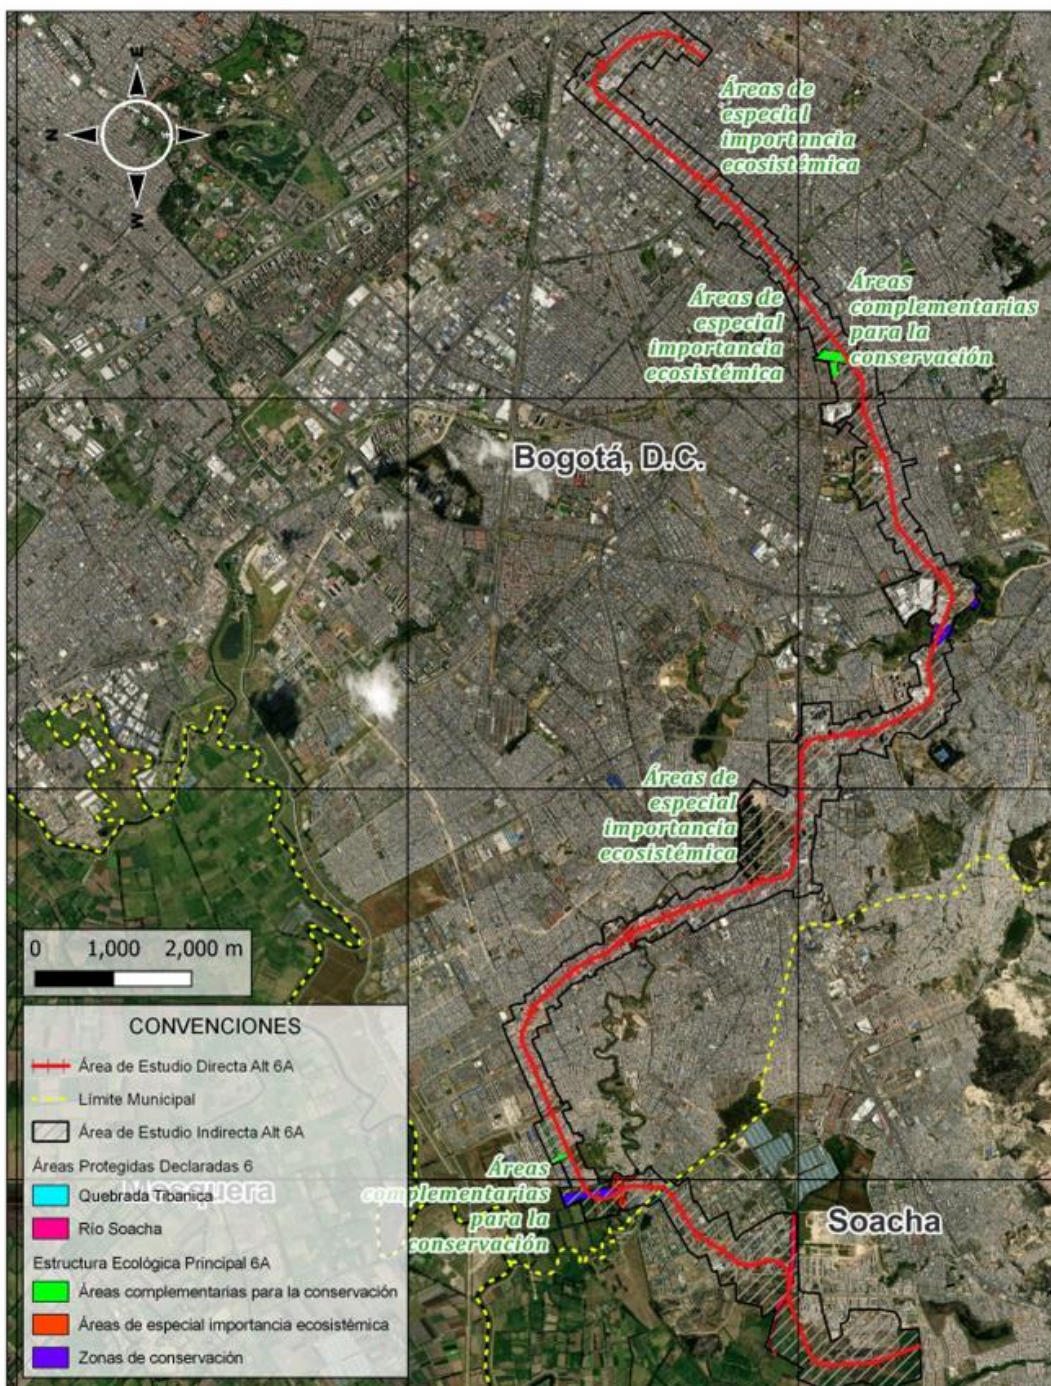 E
N
W
Áreas de
especial
importancia
ecosistémica
Áreas de
especial
importancia
ecosistémica
Áreas
complementarias
para la
conservación
Bogotá, D.C.
Áreas de
especial
importancia
ecosistémica
0 1,000 2,000 m
CONVENCIONES
Área de Estudio Directa Alt 6A
Límite Municipal
Área de Estudio Indirecta Alt 6A
Áreas Protegidas Declaradas 6
Quebrada Tibanica
Río Soacha
Estructura Ecológica Principal 6A
Áreas complementarias para la conservación
Áreas de especial importancia ecosistémica
Zonas de conservación
Mosquera
Áreas
complementarias
para la
conservación
Soacha